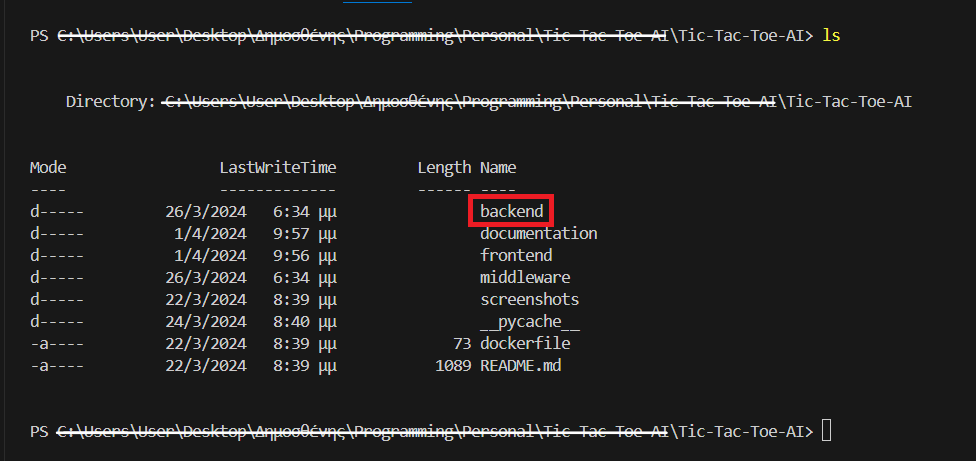 PS C:\Users\User\Desktop\Δημοσθένης\Programming\Personal\Tic-Tac-Toe-AI\Tic-Tac-Toe-AI> ls
Directory: C:\Users\User\Desktop\Δημοσθένης\Programming\Personal\Tic-Tac-Toe-AI\Tic-Tac-Toe-AI
Mode LastWriteTime Length Name
---- ------------- ------ ----
d----- 26/3/2024 6:34 μμ backend
d----- 1/4/2024 9:57 μμ documentation
d----- 1/4/2024 9:56 μμ frontend
d----- 26/3/2024 6:34 μμ middleware
d----- 22/3/2024 8:39 μμ screenshots
d----- 24/3/2024 8:40 μμ __pycache__
-a---- 22/3/2024 8:39 μμ 73 dockerfile
-a---- 22/3/2024 8:39 μμ 1089 README.md
PS C:\Users\User\Desktop\Δημοσθένης\Programming\Personal\Tic-Tac-Toe-AI\Tic-Tac-Toe-AI>